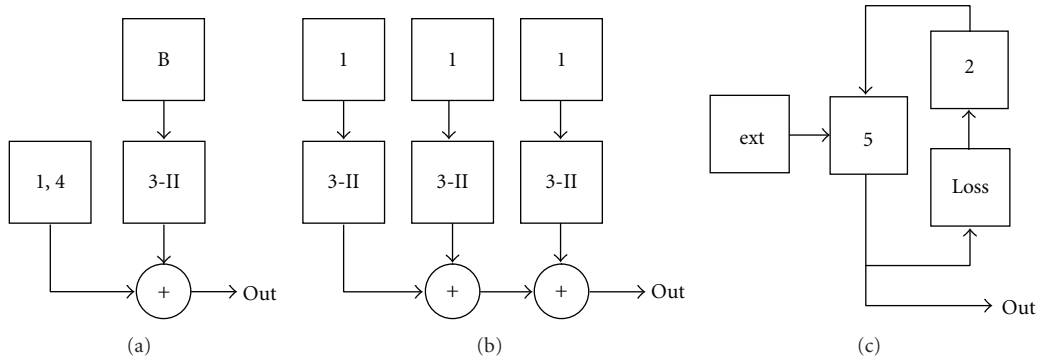 B
1, 4
3-II
+
Out
(a)
1
1
1
3-II
3-II
3-II
+
+
Out
(b)
ext
5
2
Loss
Out
(c)